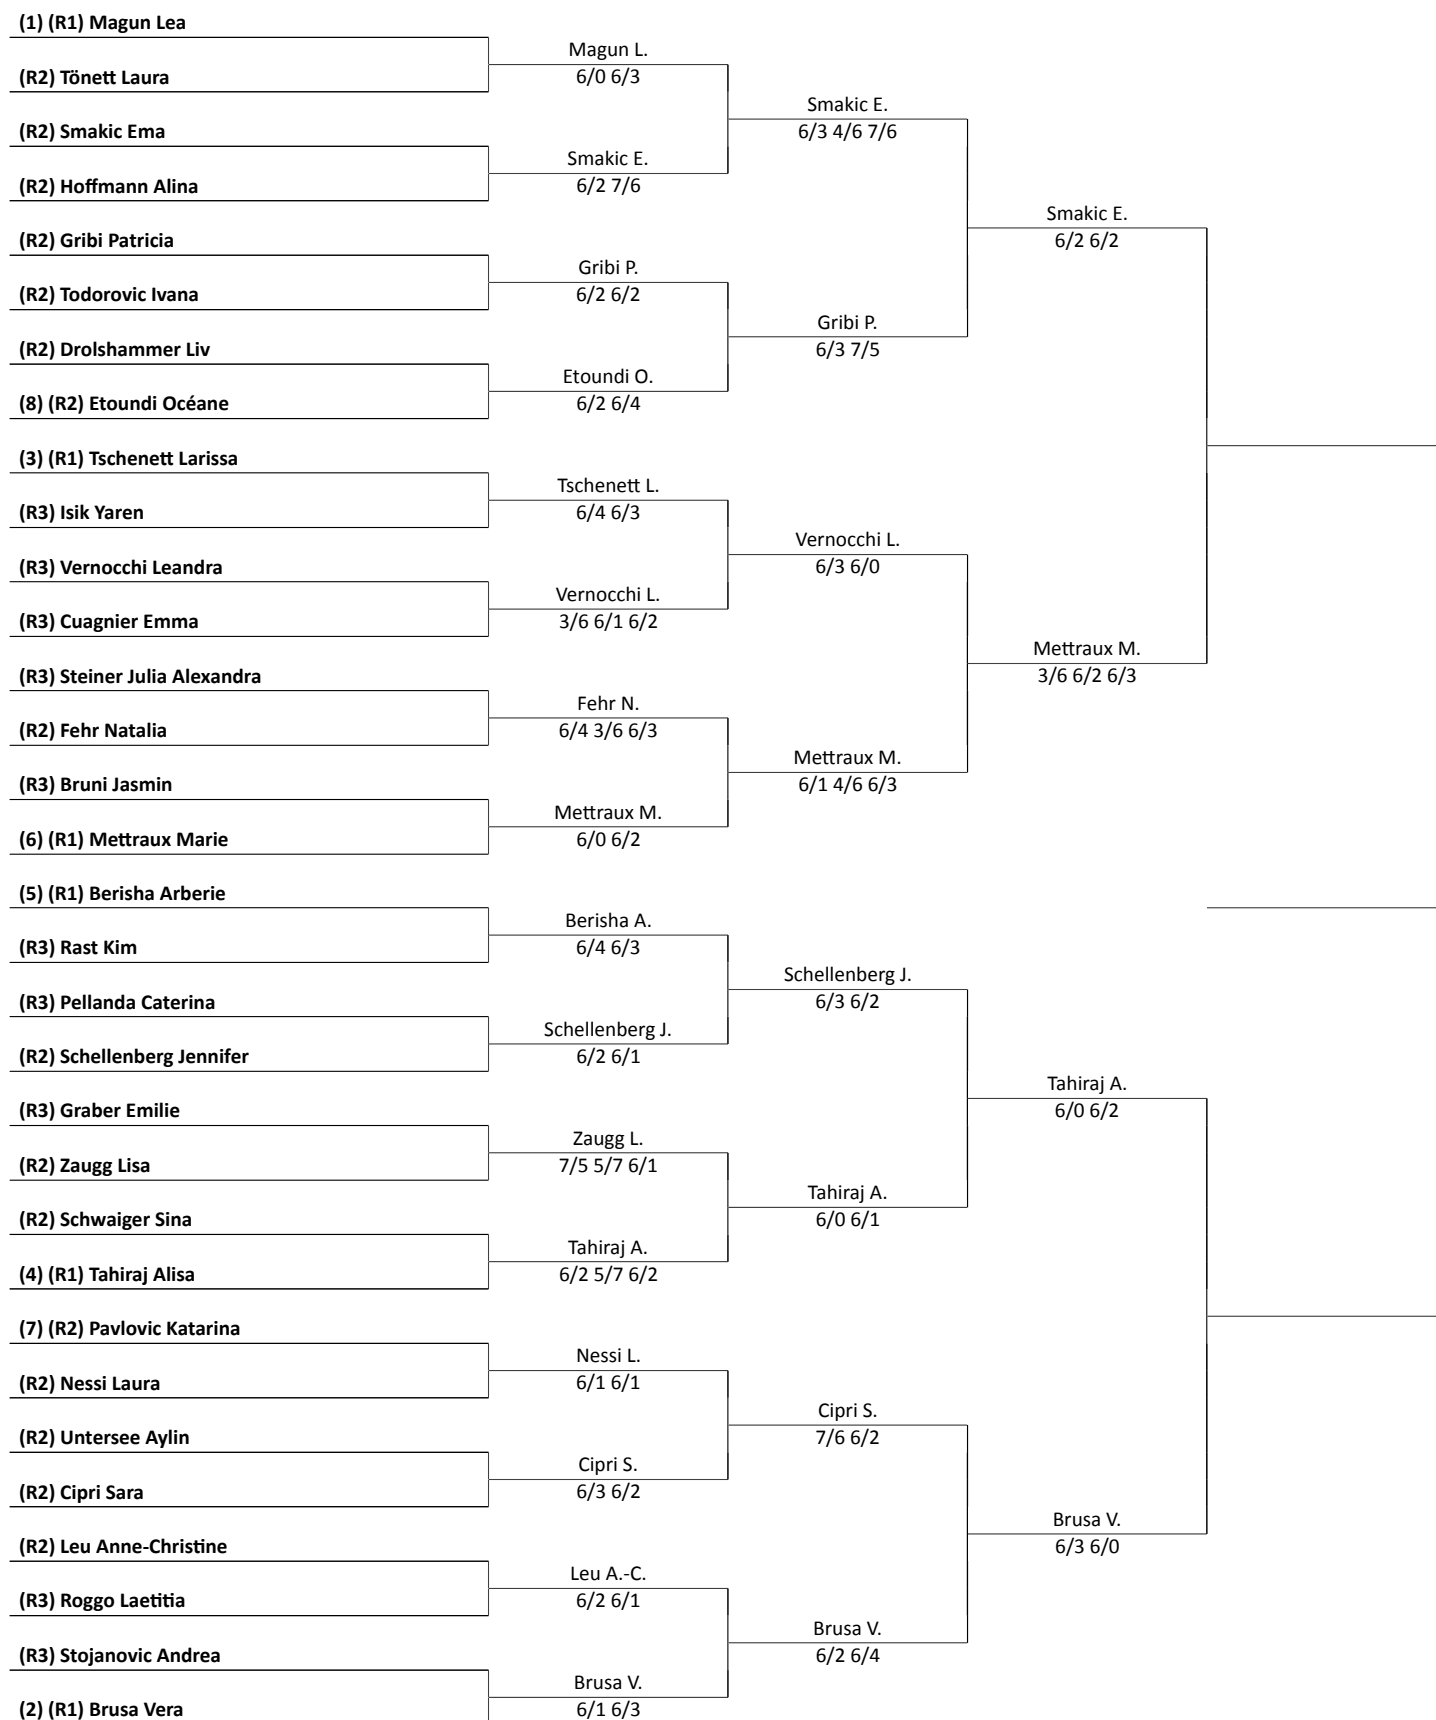 (1) (R1) Magun Lea
Magun L.
(R2) Tönett Laura
6/0 6/3
Smakic E.
(R2) Smakic Ema
6/3 4/6 7/6
Smakic E.
(R2) Hoffmann Alina
6/2 7/6
Smakic E.
(R2) Gribi Patricia
6/2 6/2
Gribi P.
(R2) Todorovic Ivana
6/2 6/2
Gribi P.
(R2) Drolshammer Liv
6/3 7/5
Etoundi O.
(8) (R2) Etoundi Océane
6/2 6/4
(3) (R1) Tschenett Larissa
Tschenett L.
(R3) Isik Yaren
6/4 6/3
Vernocchi L.
(R3) Vernocchi Leandra
6/3 6/0
Vernocchi L.
(R3) Cuagnier Emma
3/6 6/1 6/2
Mettraux M.
(R3) Steiner Julia Alexandra
3/6 6/2 6/3
Fehr N.
(R2) Fehr Natalia
6/4 3/6 6/3
Mettraux M.
(R3) Bruni Jasmin
6/1 4/6 6/3
Mettraux M.
(6) (R1) Mettraux Marie
6/0 6/2
(5) (R1) Berisha Arberie
Berisha A.
(R3) Rast Kim
6/4 6/3
Schellenberg J.
(R3) Pellanda Caterina
6/3 6/2
Schellenberg J.
(R2) Schellenberg Jennifer
6/2 6/1
Tahiraj A.
(R3) Graber Emilie
6/0 6/2
Zaugg L.
(R2) Zaugg Lisa
7/5 5/7 6/1
Tahiraj A.
(R2) Schwaiger Sina
6/0 6/1
Tahiraj A.
(4) (R1) Tahiraj Alisa
6/2 5/7 6/2
(7) (R2) Pavlovic Katarina
Nessi L.
(R2) Nessi Laura
6/1 6/1
Cipri S.
(R2) Untersee Aylin
7/6 6/2
Cipri S.
(R2) Cipri Sara
6/3 6/2
Brusa V.
(R2) Leu Anne-Christine
6/3 6/0
Leu A.-C.
(R3) Roggo Laetitia
6/2 6/1
Brusa V.
(R3) Stojanovic Andrea
6/2 6/4
Brusa V.
(2) (R1) Brusa Vera
6/1 6/3